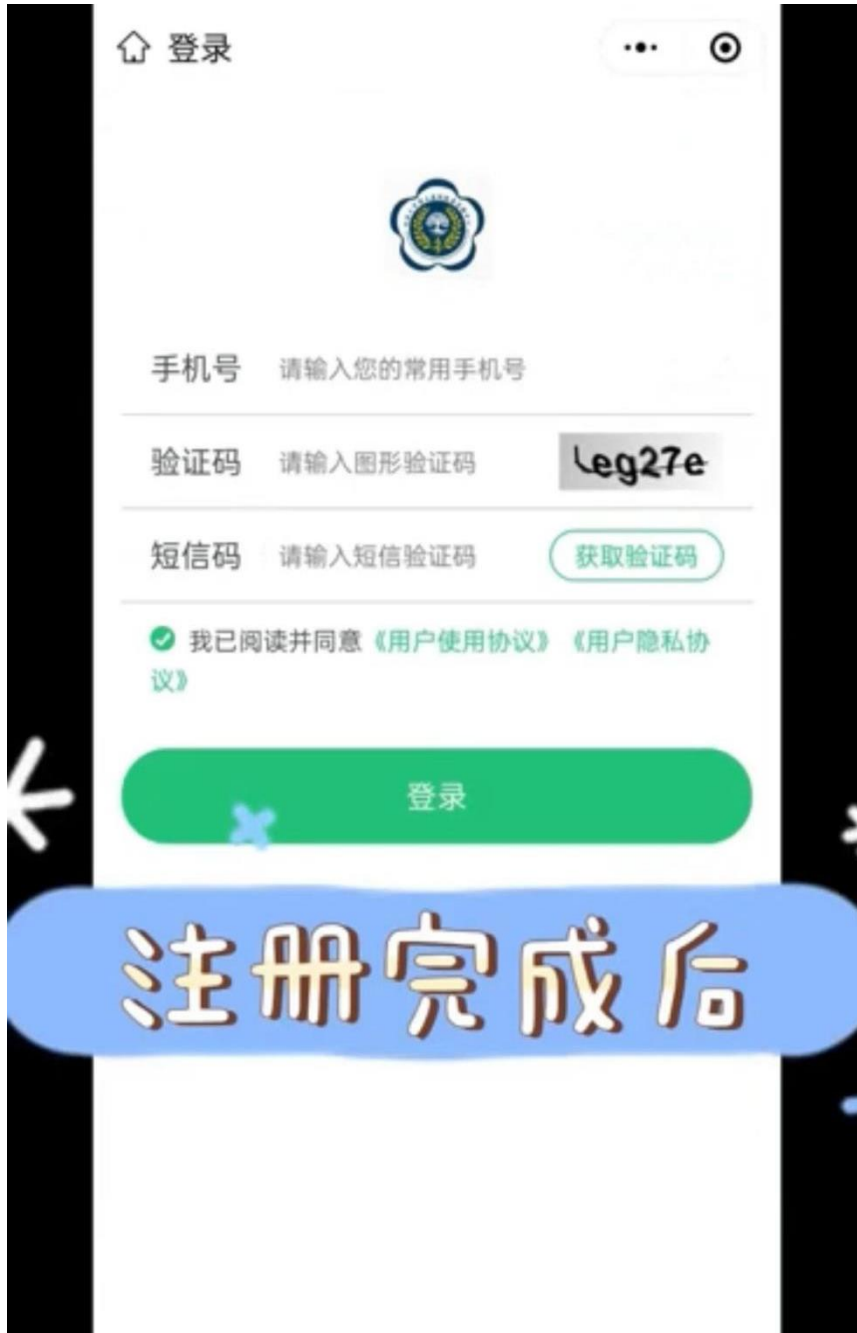 登录
手机号 请输入您的常用手机号
验证码 请输入图形验证码 leg27e
短信码 请输入短信验证码 获取验证码
我已阅读并同意《用户使用协议》《用户隐私协
议》
登录
注册完成后